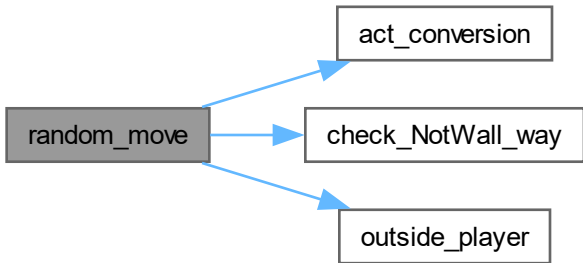 act_conversion
random_move
check_NotWall_way
outside_player